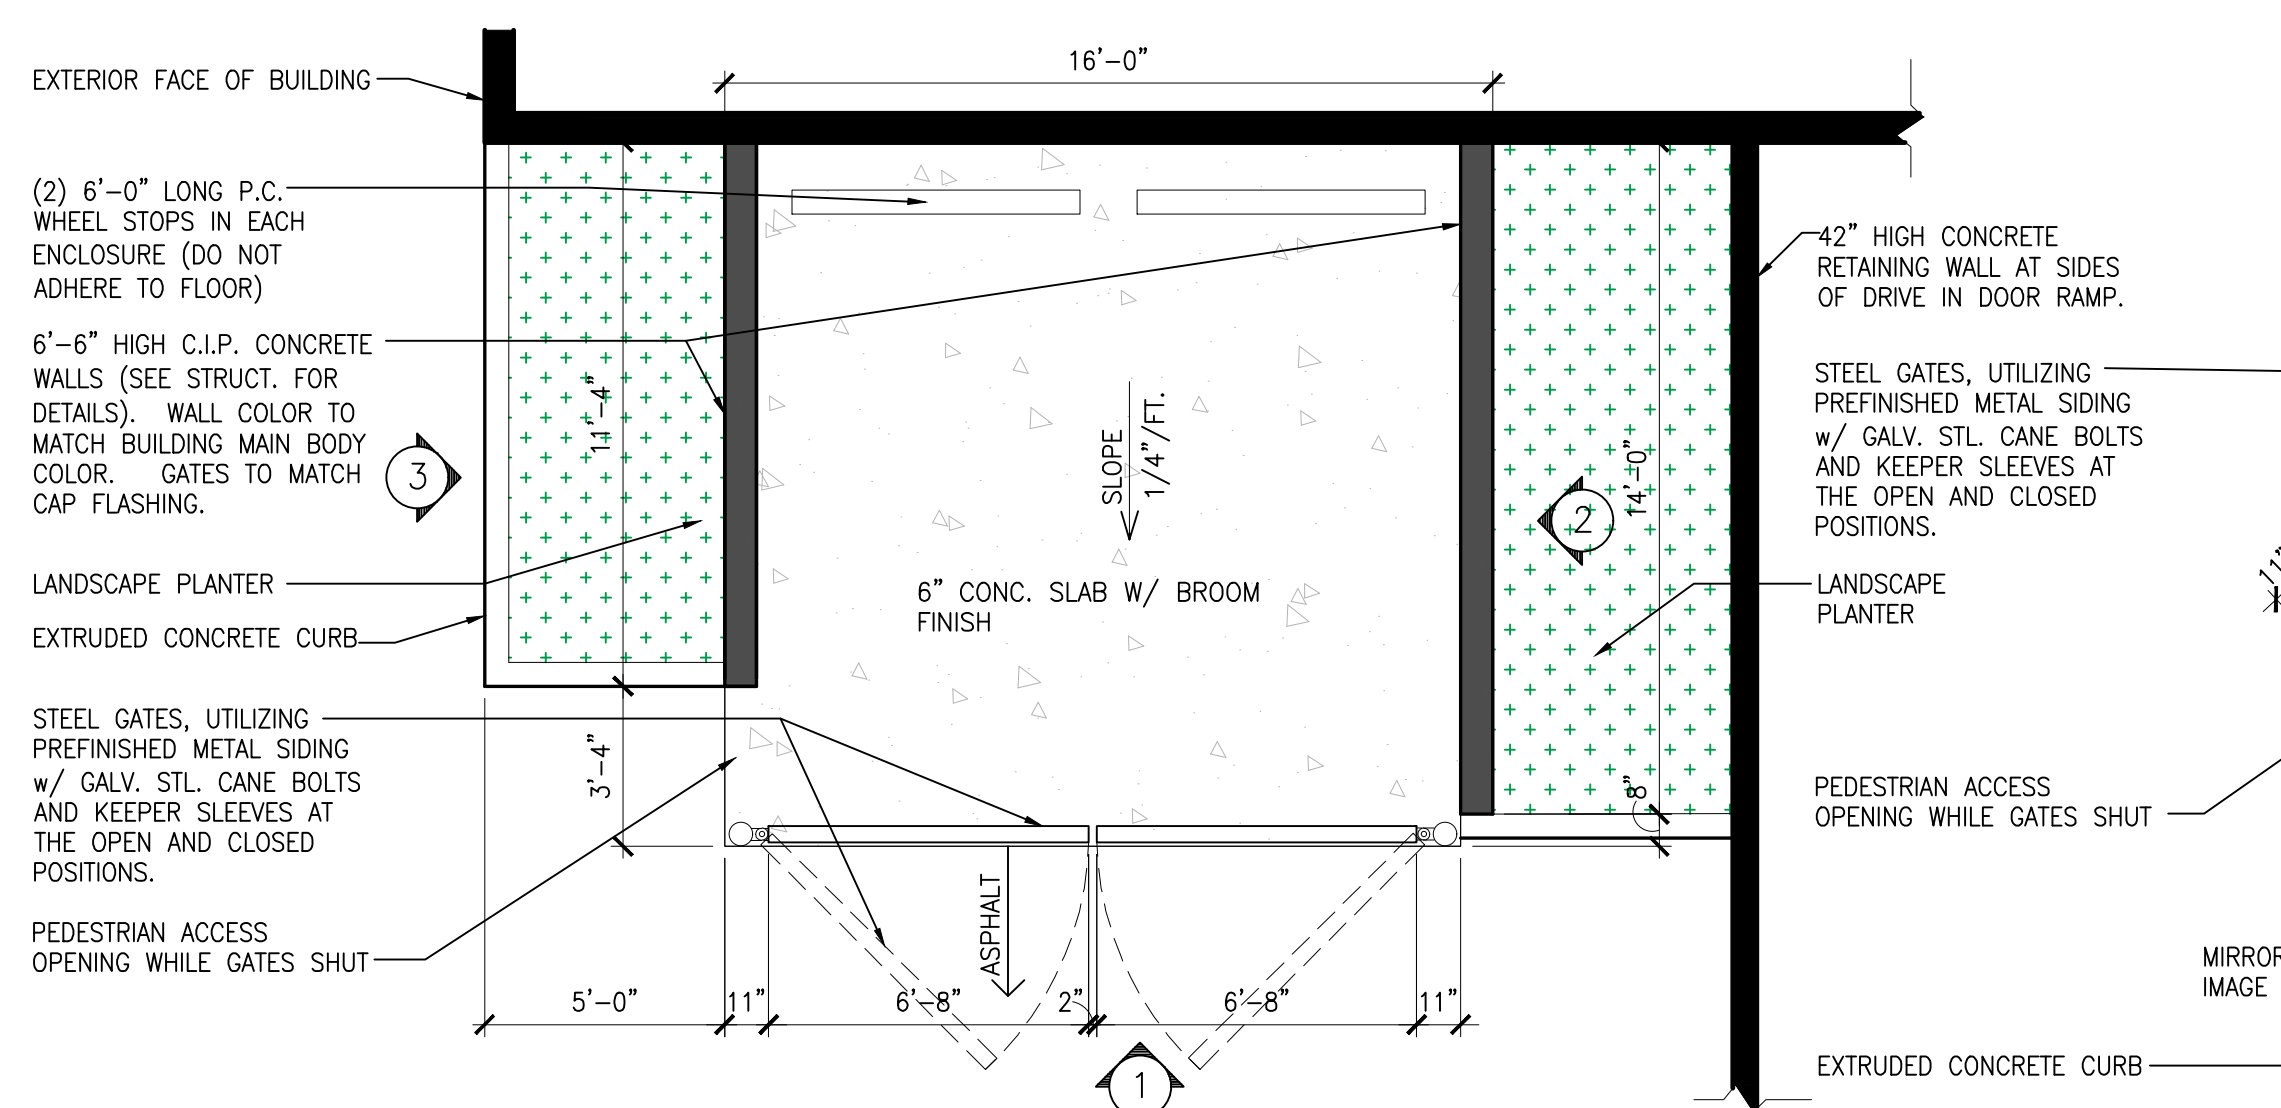 16'-0"
EXTERIOR FACE OF BUILDING
(2) 6'-0" LONG P.C.
WHEEL STOPS IN EACH
ENCLOSURE (DO NOT
ADHERE TO FLOOR)
6'-6" HIGH C.I.P. CONCRETE
WALLS (SEE STRUCT. FOR
DETAILS). WALL COLOR TO
MATCH BUILDING MAIN BODY
COLOR. GATES TO MATCH
CAP FLASHING.
3
LANDSCAPE PLANTER
EXTRUDED CONCRETE CURB
STEEL GATES, UTILIZING
PREFINISHED METAL SIDING
w/ GALV. STL. CANE BOLTS
AND KEEPER SLEEVES AT
THE OPEN AND CLOSED
POSITIONS.
PEDESTRIAN ACCESS
OPENING WHILE GATES SHUT
11'-4"
3'-4"
SLOPE
1/4"/FT.
6" CONC. SLAB W/ BROOM
FINISH
ASPHALT
2
14'-0"
8"
5'-0"
11"
6'-8"
2"
6'-8"
11"
1
42" HIGH CONCRETE
RETAINING WALL AT SIDES
OF DRIVE IN DOOR RAMP.
STEEL GATES, UTILIZING
PREFINISHED METAL SIDING
w/ GALV. STL. CANE BOLTS
AND KEEPER SLEEVES AT
THE OPEN AND CLOSED
POSITIONS.
LANDSCAPE
PLANTER
PEDESTRIAN ACCESS
OPENING WHILE GATES SHUT
11"
MIRROR
IMAGE
EXTRUDED CONCRETE CURB